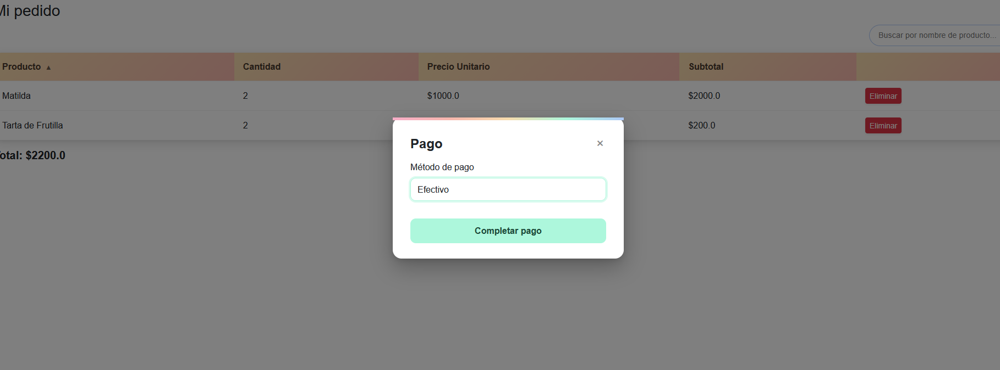 Mi pedido
Buscar por nombre de producto...
Producto ▲ Cantidad Precio Unitario Subtotal
Matilda 2 $1000.0 $2000.0 Eliminar
Tarta de Frutilla 2 $200.0 Eliminar
otal: $2200.0
Pago ×
Método de pago
Efectivo
Completar pago